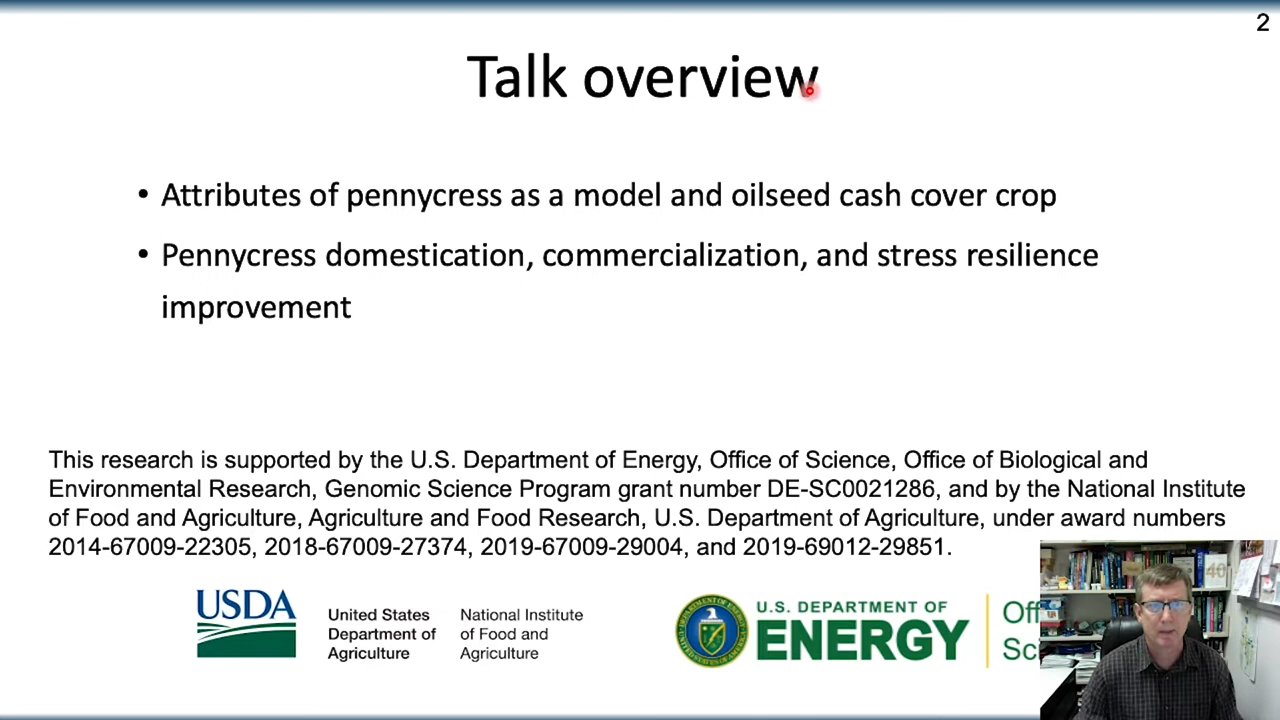 2
Talk overview
• Attributes of pennycress as a model and oilseed cash cover crop
• Pennycress domestication, commercialization, and stress resilience
improvement
This research is supported by the U.S. Department of Energy, Office of Science, Office of Biological and
Environmental Research, Genomic Science Program grant number DE-SC0021286, and by the National Institute
of Food and Agriculture, Agriculture and Food Research, U.S. Department of Agriculture, under award numbers
2014-67009-22305, 2018-67009-27374, 2019-67009-29004, and 2019-69012-29851.
USDA
United States
Department of
Agriculture
National Institute
of Food and
Agriculture
U.S. DEPARTMENT OF
ENERGY
Off
Sc
40